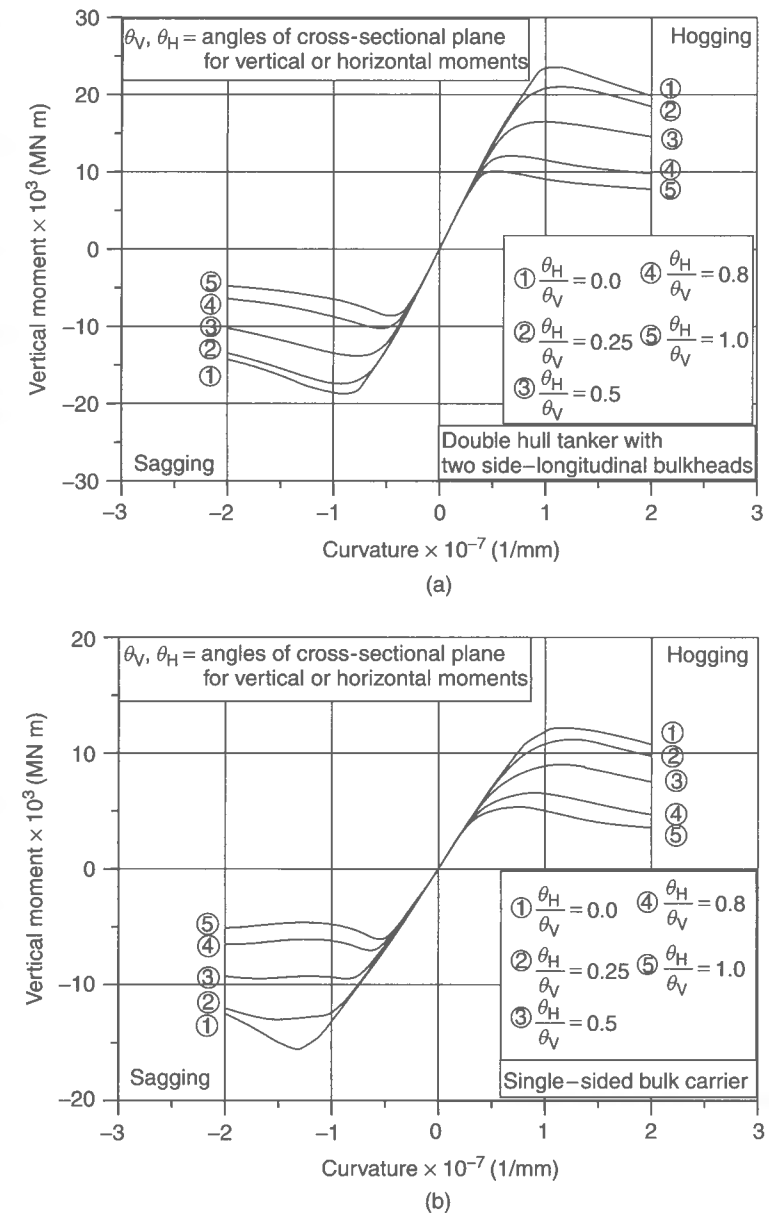 θV, θH = angles of cross-sectional plane
for vertical or horizontal moments
Hogging
30
20
10
0
−10
−20
−30
Vertical moment × 10³ (MN m)
①
②
③
④
⑤
⑤
④
③
②
①
① θH/θV = 0.0 ④ θH/θV = 0.8
② θH/θV = 0.25 ⑤ θH/θV = 1.0
③ θH/θV = 0.5
Sagging
Double hull tanker with
two side−longitudinal bulkheads
−3 −2 −1 0 1 2 3
Curvature × 10⁻⁷ (1/mm)
(a)
θV, θH = angles of cross-sectional plane
for vertical or horizontal moments
Hogging
20
10
0
−10
−20
Vertical moment × 10³ (MN m)
①
②
③
④
⑤
⑤
④
③
②
①
① θH/θV = 0.0 ④ θH/θV = 0.8
② θH/θV = 0.25 ⑤ θH/θV = 1.0
③ θH/θV = 0.5
Sagging
Single−sided bulk carrier
−3 −2 −1 0 1 2 3
Curvature × 10⁻⁷ (1/mm)
(b)